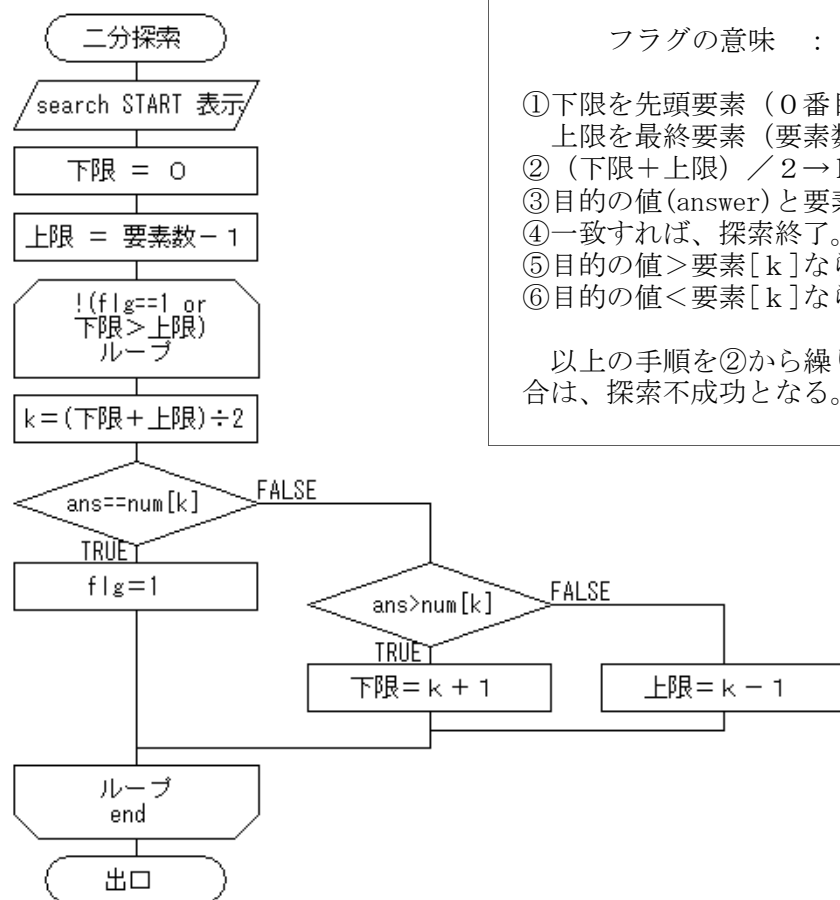 二分探索
search START 表示
下限 ＝ ０
上限 ＝ 要素数－１
!(flg==1 or
下限＞上限)
ループ
k＝(下限＋上限)÷2
ans==num[k]
FALSE
TRUE
flg=1
ans>num[k]
FALSE
TRUE
下限＝ｋ＋１
上限＝ｋ－１
ループ
end
出口
フラグの意味　：
①下限を先頭要素（０番
上限を最終要素（要素
②（下限＋上限）／２→
③目的の値(answer)と要
④一致すれば、探索終了。
⑤目的の値＞要素[ｋ]な
⑥目的の値＜要素[ｋ]な
以上の手順を②から繰
合は、探索不成功となる。